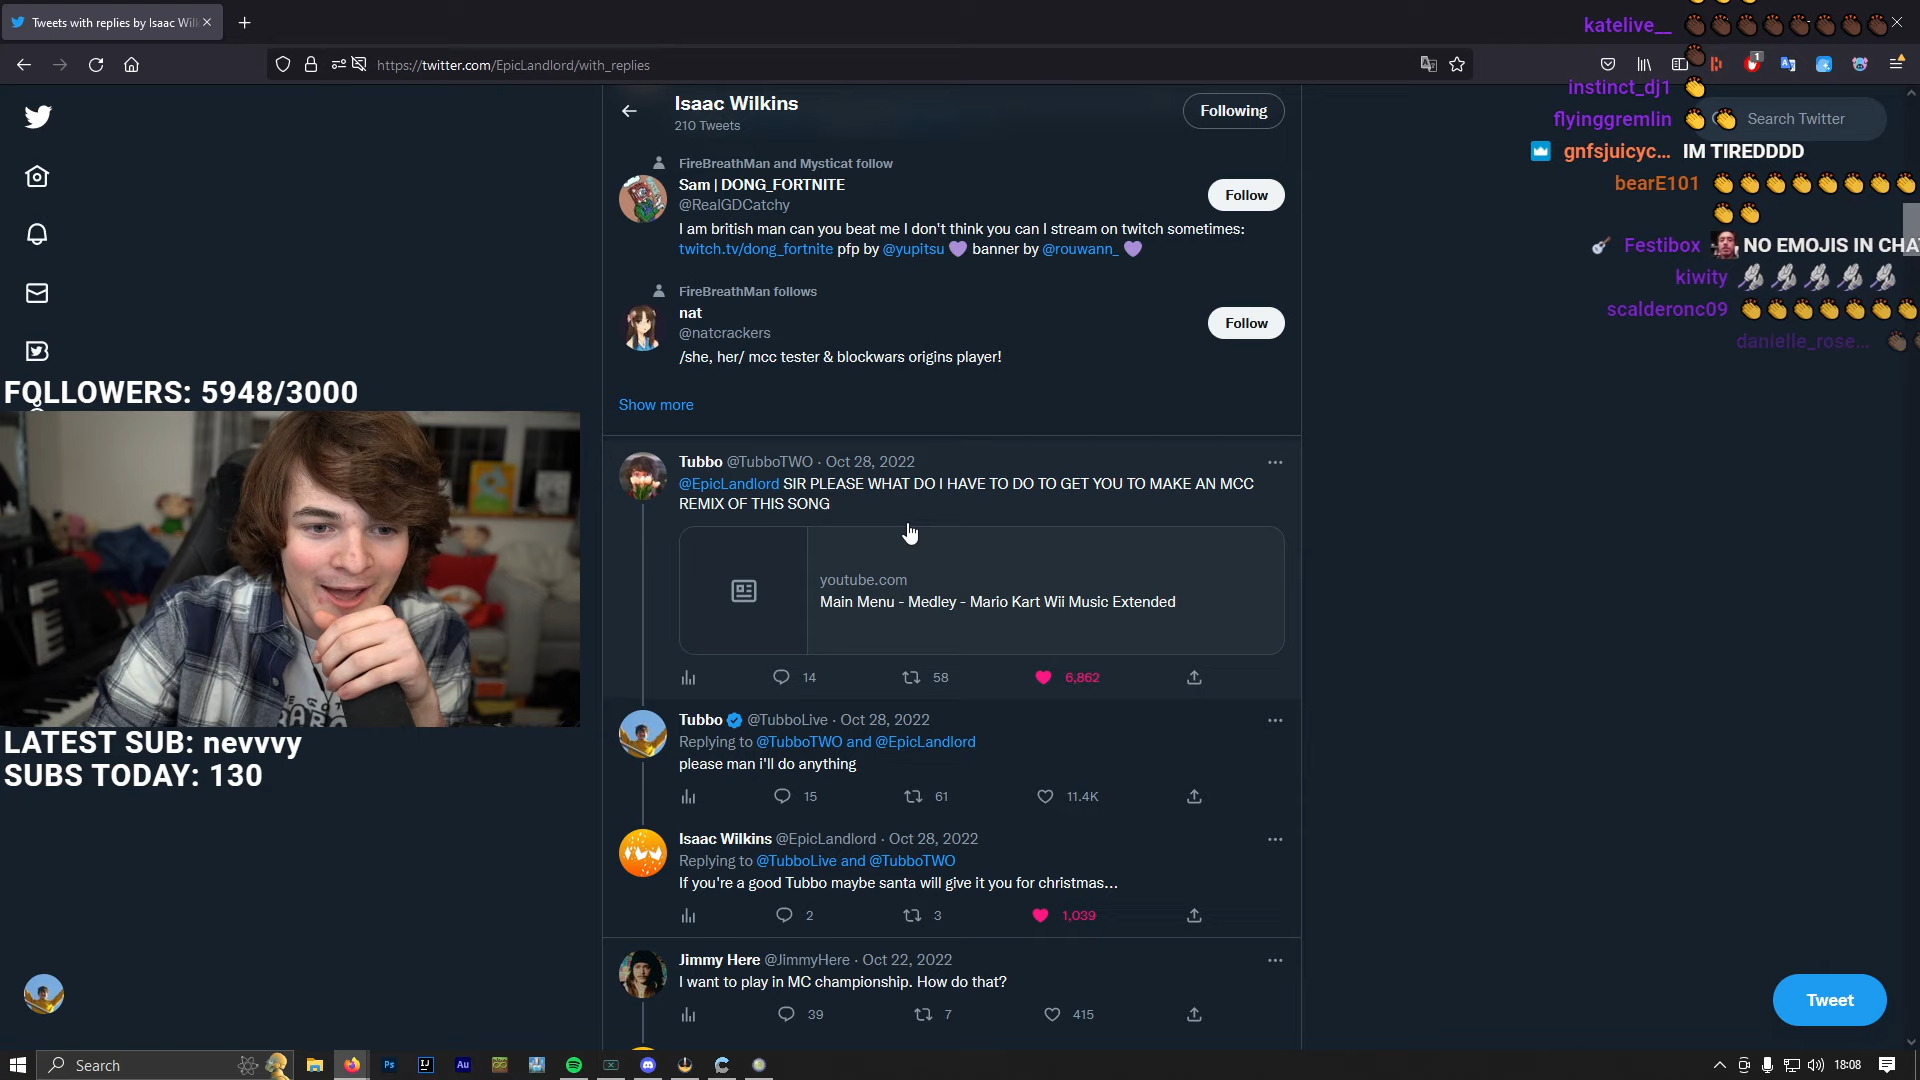 Tweets with replies by Isaac Wil
https://twitter.com/EpicLandlord/with_replies
1
Isaac Wilkins
210 Tweets
Following
Search Twitter
FireBreathMan and Mysticat follow
Sam | DONG_FORTNITE
@RealGDCatchy
Follow
I am british man can you beat me I don't think you can I stream on twitch sometimes:
twitch.tv/dong_fortnite pfp by @yupitsu 💜 banner by @rouwann_ 💜
FireBreathMan follows
nat
@natcrackers
Follow
/she, her/ mcc tester & blockwars origins player!
Show more
Tubbo @TubboTWO · Oct 28, 2022
@EpicLandlord SIR PLEASE WHAT DO I HAVE TO DO TO GET YOU TO MAKE AN MCC
REMIX OF THIS SONG
youtube.com
Main Menu - Medley - Mario Kart Wii Music Extended
14 58 6,862
Tubbo @TubboLive · Oct 28, 2022
Replying to @TubboTWO and @EpicLandlord
please man i'll do anything
15 61 11.4K
Isaac Wilkins @EpicLandlord · Oct 28, 2022
Replying to @TubboLive and @TubboTWO
If you're a good Tubbo maybe santa will give it you for christmas...
2 3 1,039
Jimmy Here @JimmyHere · Oct 22, 2022
I want to play in MC championship. How do that?
39 7 415
Tweet
FOLLOWERS: 5948/3000
LATEST SUB: nevvvy
SUBS TODAY: 130
katelive__ 👏🏿👏🏿👏🏿👏🏿👏🏿👏🏿👏🏿👏🏿
👏🏿
instinct_dj1 👏
flyinggremlin 👏👏
gnfsjuicyc... IM TIREDDDD
bearE101 👏👏👏👏👏👏👏👏
👏👏
Festibox NO EMOJIS IN CHA
kiwity
scalderonc09 👏👏👏👏👏👏👏
danielle_rose...
Search
Ps
IJ
Au
18:08